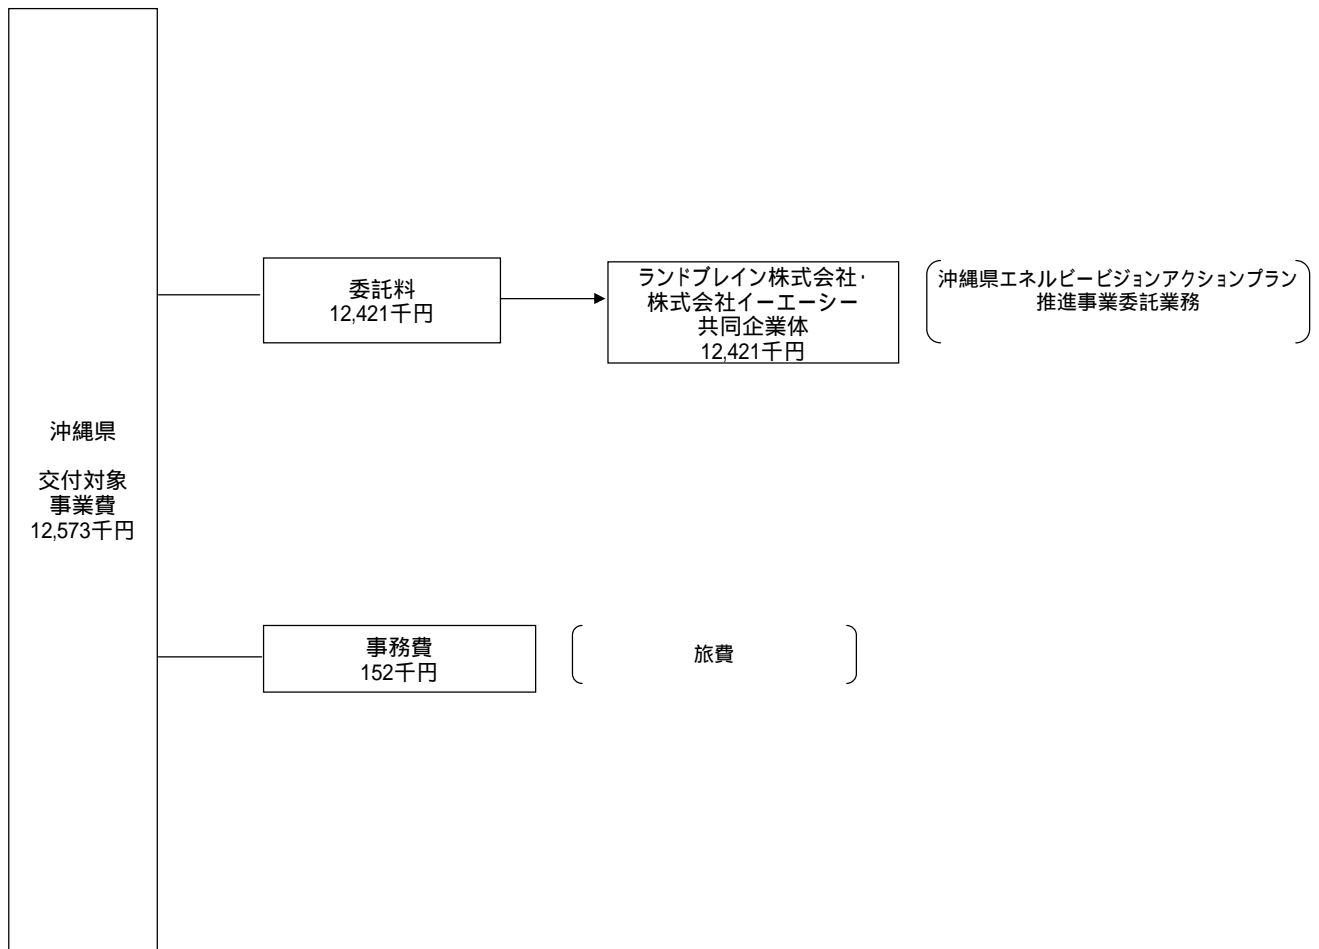 沖縄県
交付対象
事業費
12,573千円
委託料
12,421千円
ランドブレイン株式会社・
株式会社イーエーシー
共同企業体
12,421千円
沖縄県エネルビービジョンアクションプラン
推進事業委託業務
事務費
152千円
旅費